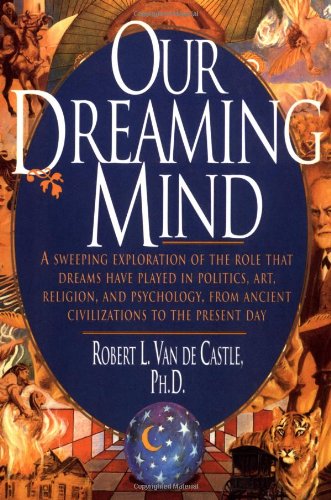 OUR
DREAMING
MIND
A SWEEPING EXPLORATION OF THE ROLE THAT
DREAMS HAVE PLAYED IN POLITICS, ART,
RELIGION, AND PSYCHOLOGY, FROM ANCIENT
CIVILIZATIONS TO THE PRESENT DAY
ROBERT L. VAN DE CASTLE,
PH.D.